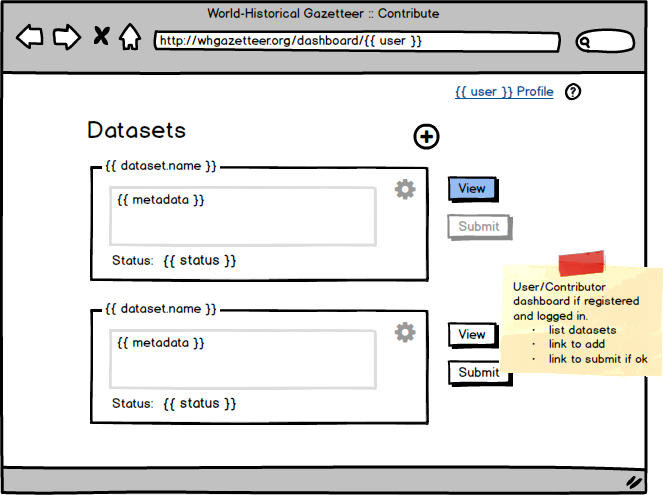 World-Historical Gazetteer :: Contribute
http://whgazetteer.org/dashboard/{{ user }}
{{ user }} Profile
?
Datasets
{{ dataset.name }}
{{ metadata }}
View
Submit
Status: {{ status }}
User/Contributor
dashboard if registered
and logged in.
· list datasets
· link to add
· link to submit if ok
{{ dataset.name }}
{{ metadata }}
View
Submit
Status: {{ status }}